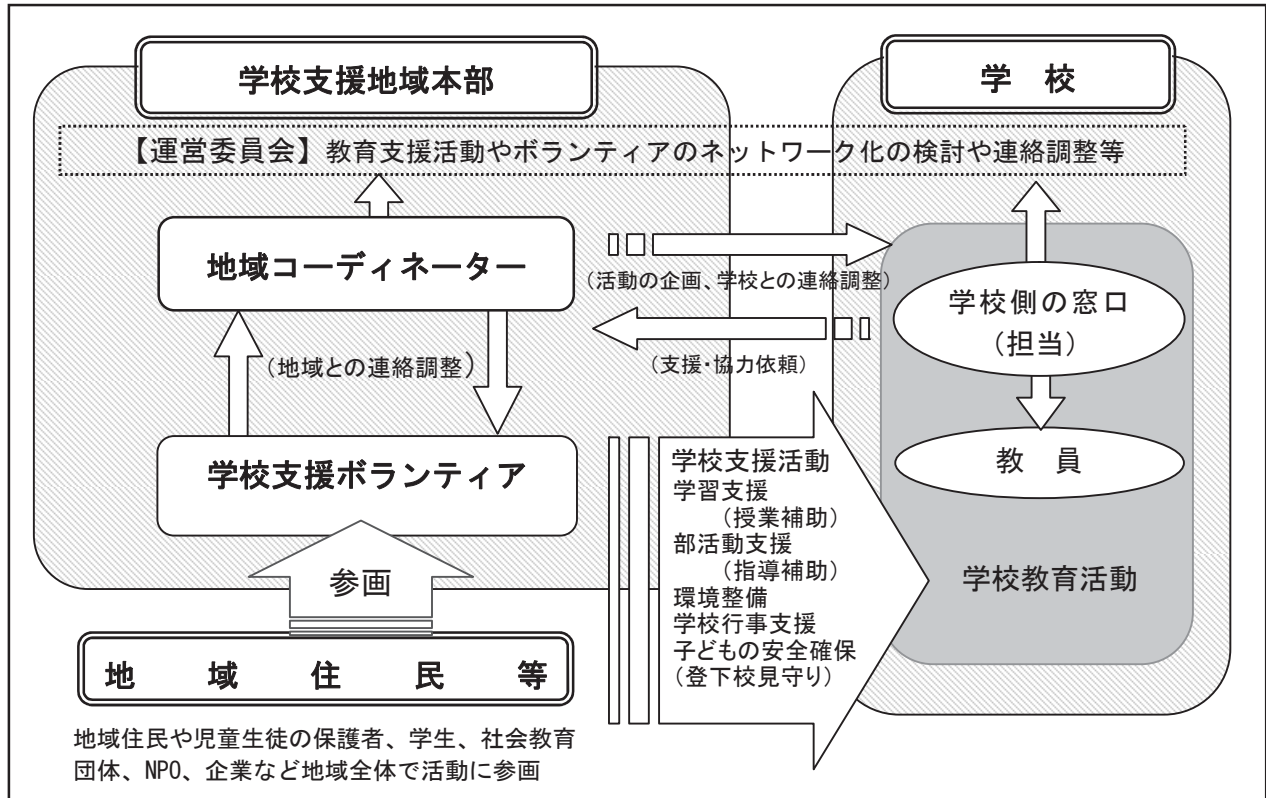 学校支援地域本部
学 校
【運営委員会】教育支援活動やボランティアのネットワーク化の検討や連絡調整等
地域コーディネーター
(活動の企画、学校との連絡調整)
学校側の窓口
(担当)
(地域との連絡調整)
(支援・協力依頼)
学校支援ボランティア
教 員
学校支援活動
学習支援
(授業補助)
部活動支援
(指導補助)
環境整備
学校行事支援
子どもの安全確保
(登下校見守り)
学校教育活動
参画
地 域 住 民 等
地域住民や児童生徒の保護者、学生、社会教育
団体、NPO、企業など地域全体で活動に参画